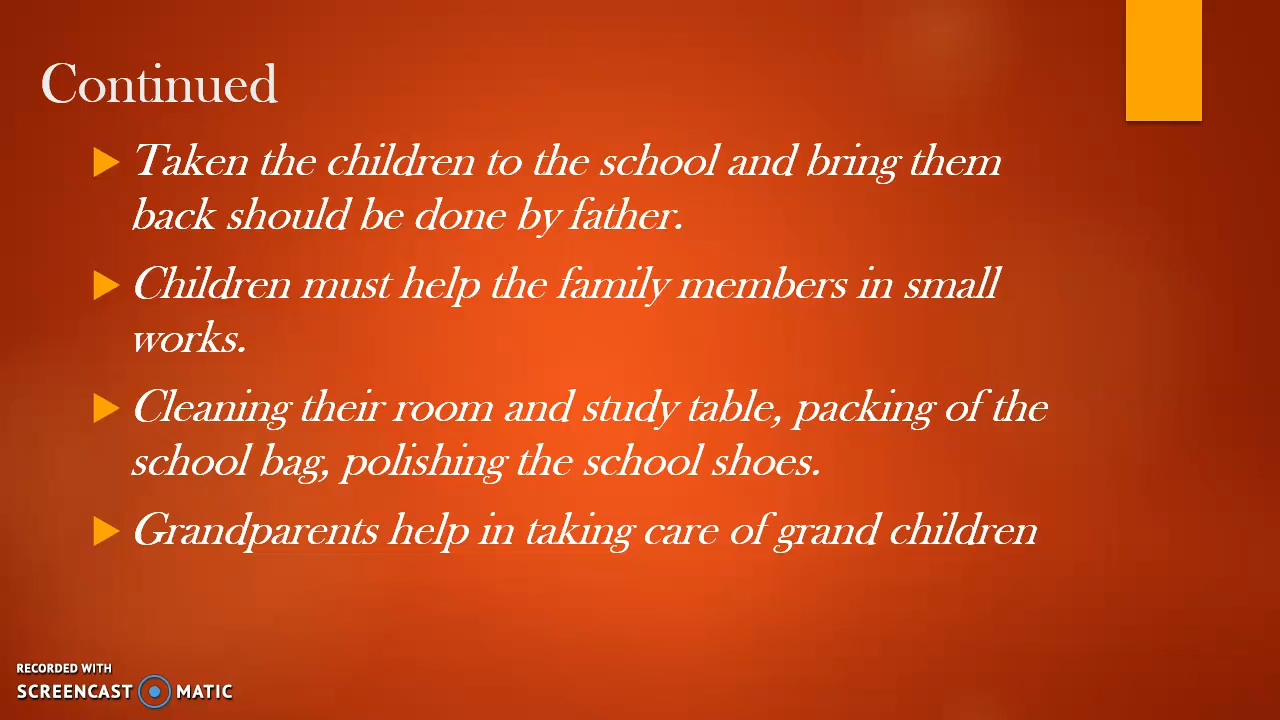 Continued
Taken the children to the school and bring them
back should be done by father.
Children must help the family members in small
works.
Cleaning their room and study table, packing of the
school bag, polishing the school shoes.
Grandparents help in taking care of grand children
RECORDED WITH
SCREENCAST MATIC